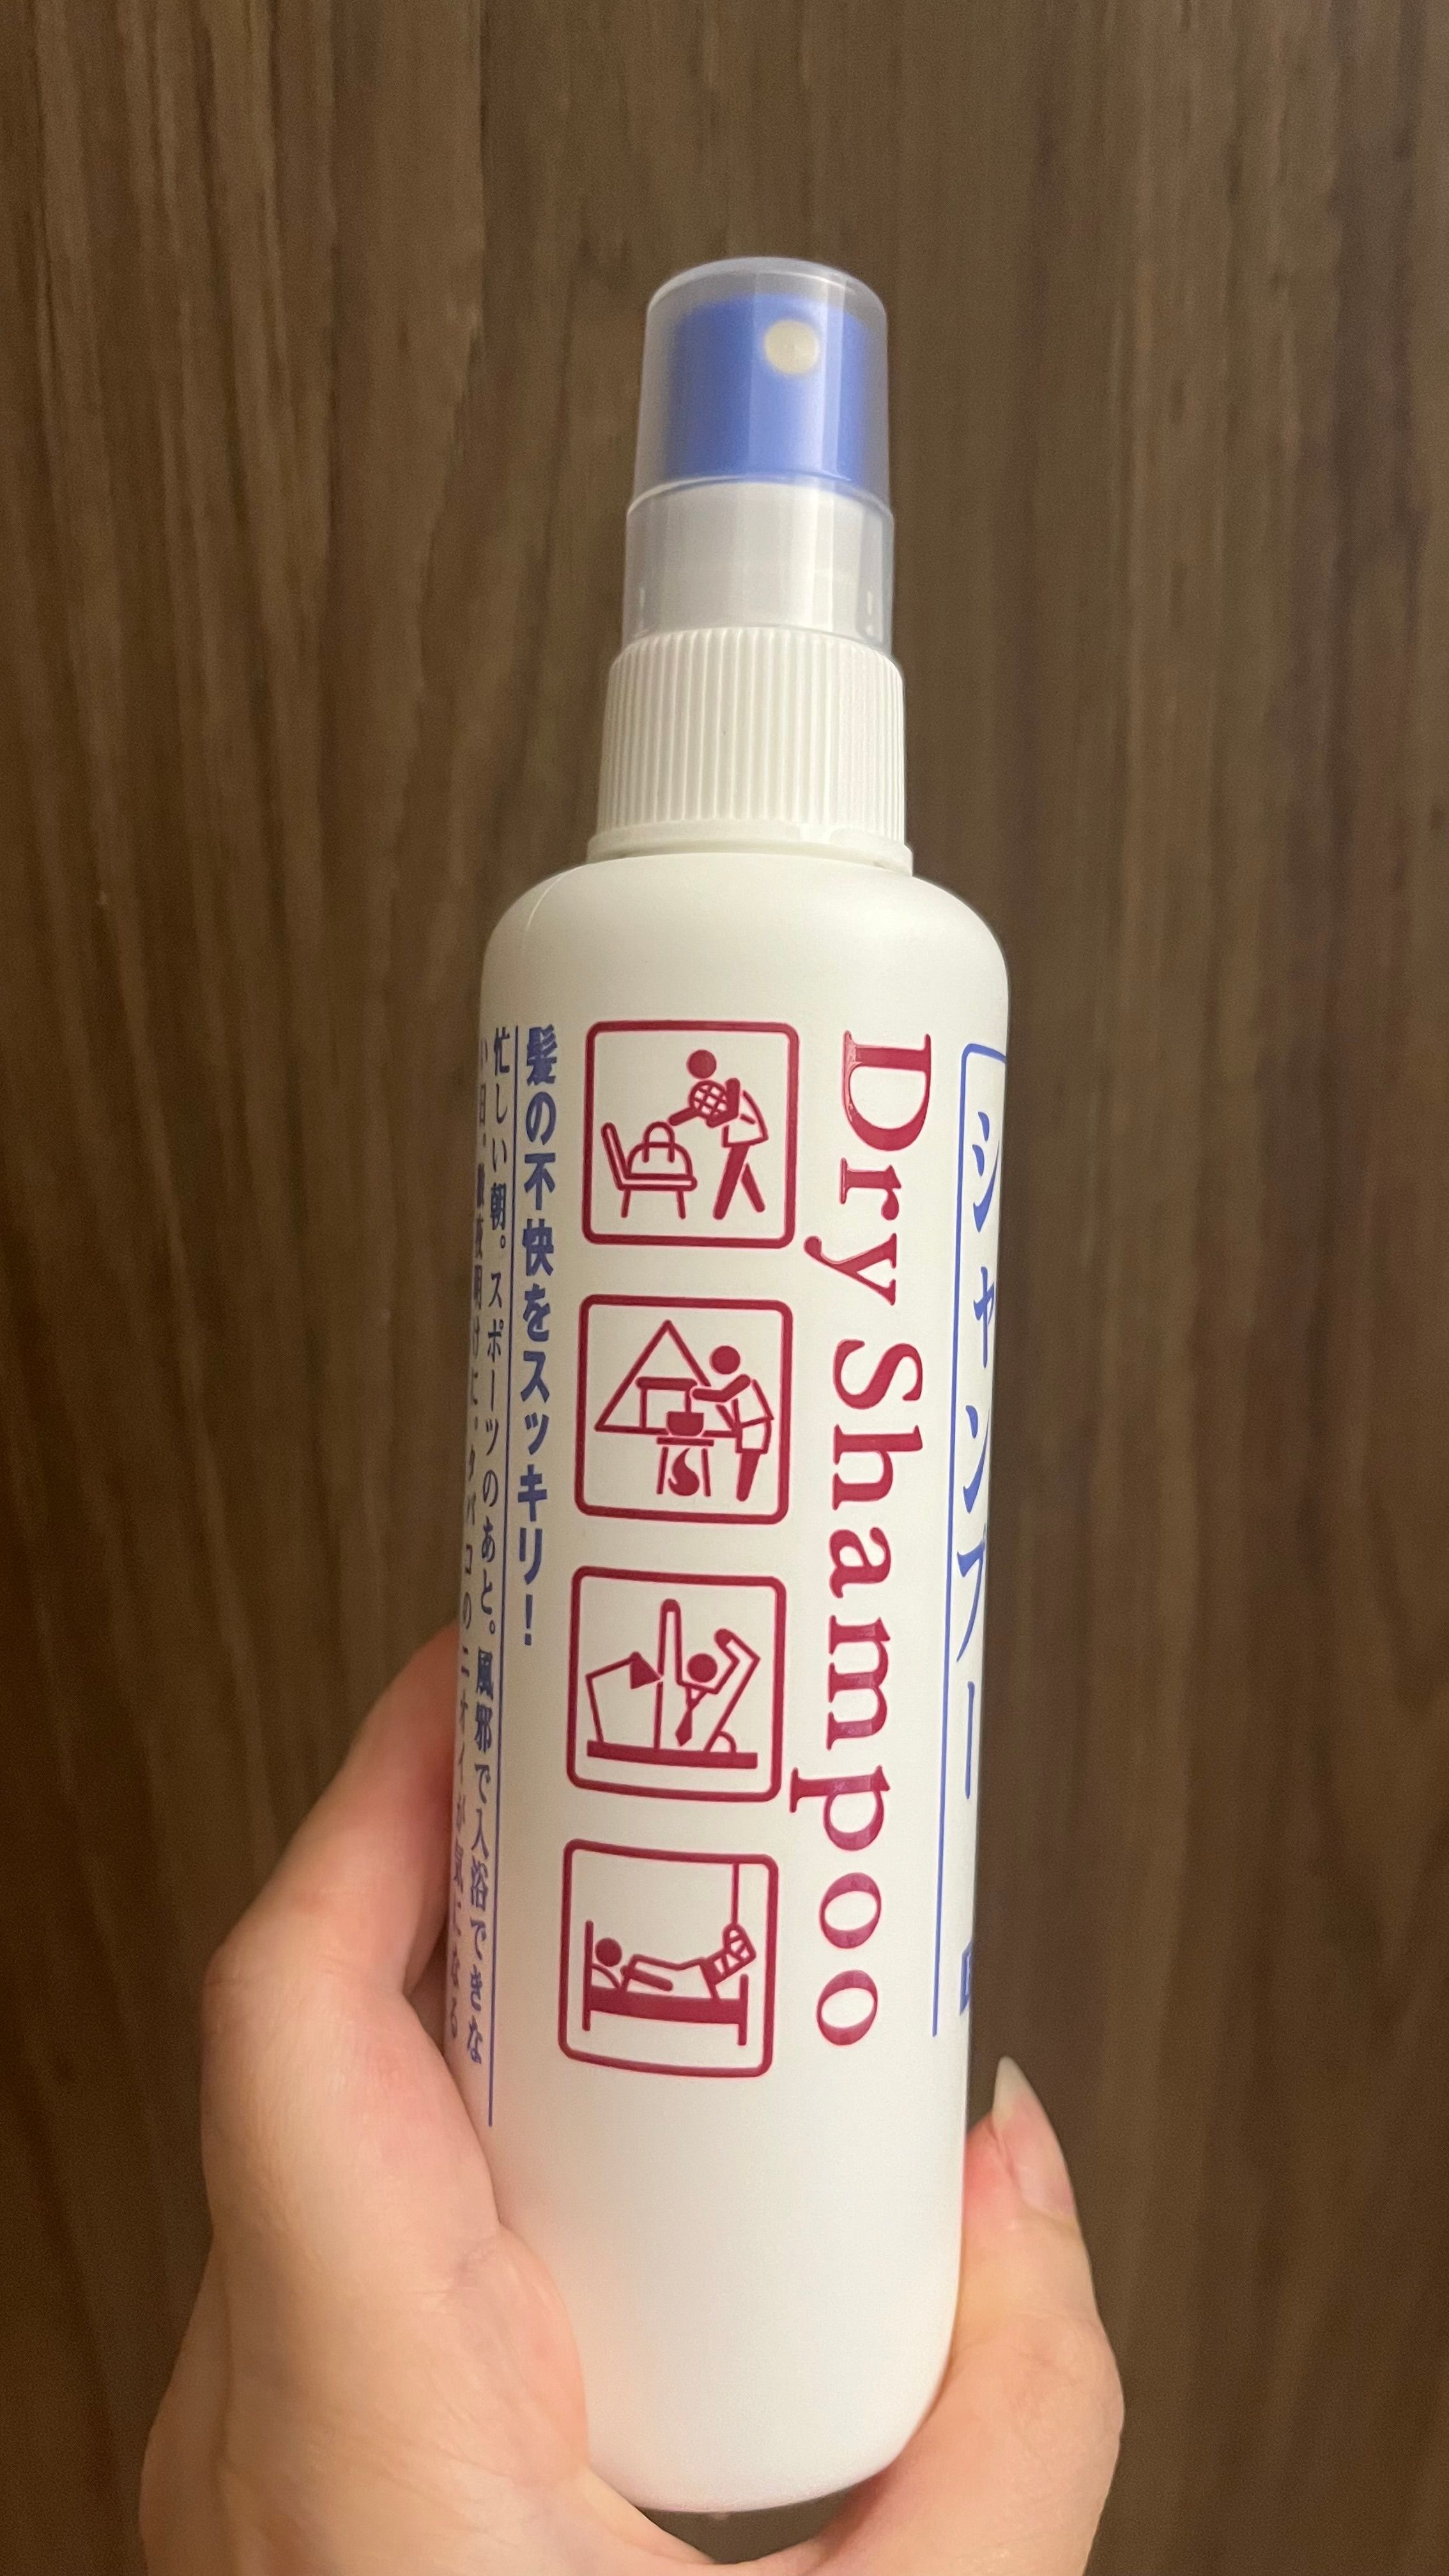 シャンプー
Dry Shampoo
髪の不快をスッキリ！
忙しい朝。スポーツのあと。風邪で入浴できな
い日。徹夜明けに。タバコのニオイが気になる